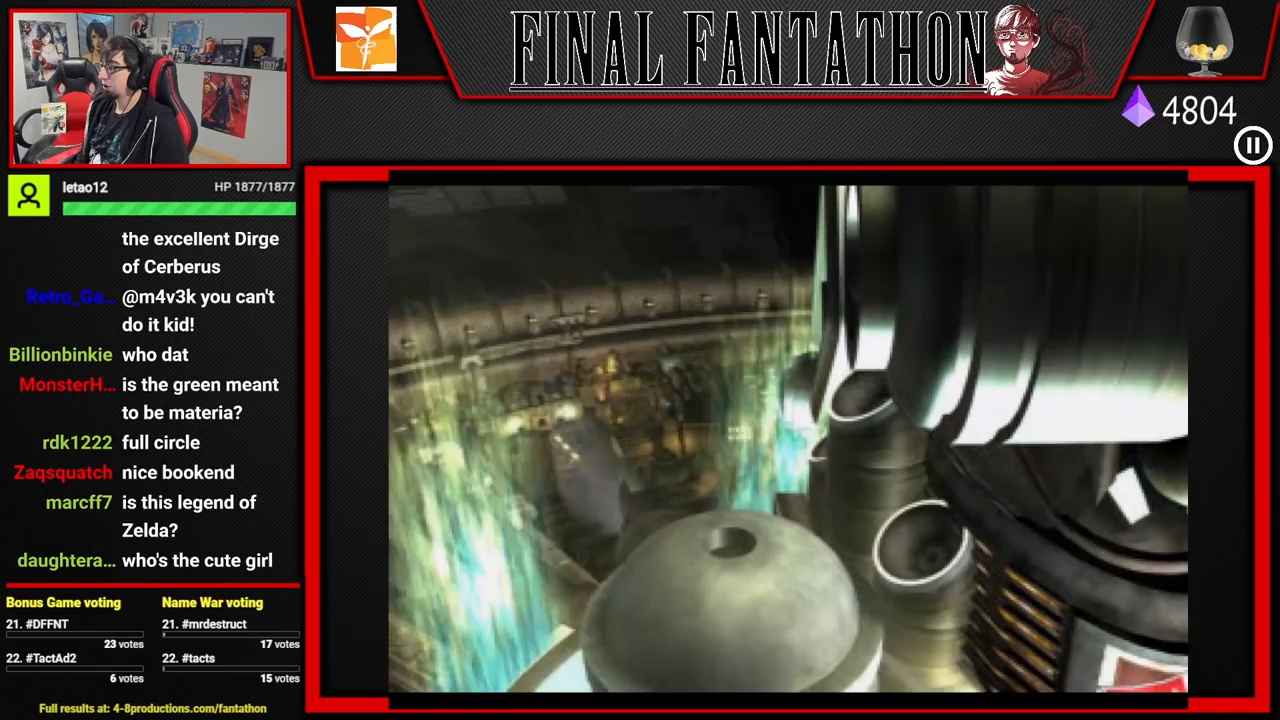 FINAL FANTATHON
4804
letao12
HP 1877/1877
the excellent Dirge
of Cerberus
Retro_Ga... @m4v3k you can't
do it kid!
Billionbinkie who dat
MonsterH... is the green meant
to be materia?
rdk1222 full circle
Zaqsquatch nice bookend
marcff7 is this legend of
Zelda?
daughtera... who's the cute girl
Bonus Game voting
21. #DFFNT
23 votes
22. #TactAd2
6 votes
Name War voting
21. #mrdestruct
17 votes
22. #tacts
15 votes
Full results at: 4-8productions.com/fantathon